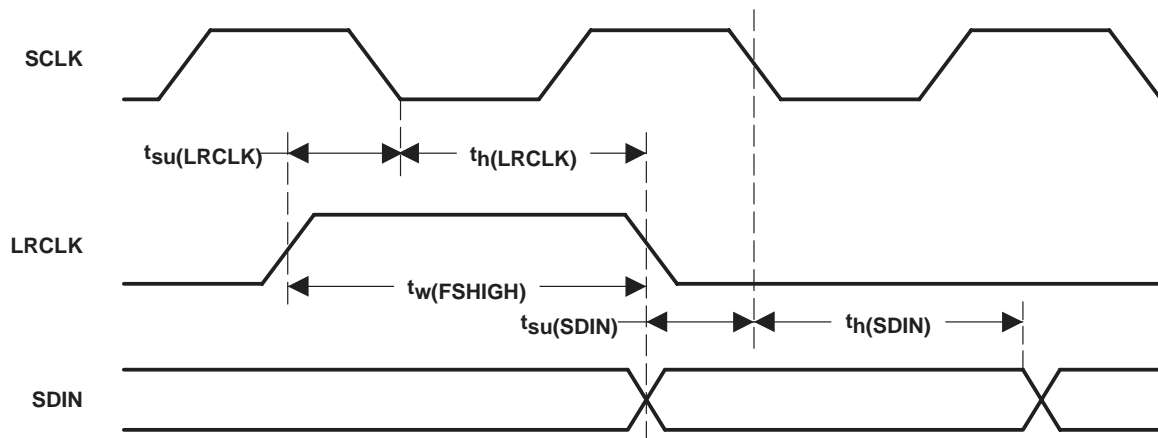 SCLK
tsu(LRCLK)
th(LRCLK)
LRCLK
tw(FSHIGH)
tsu(SDIN)
th(SDIN)
SDIN